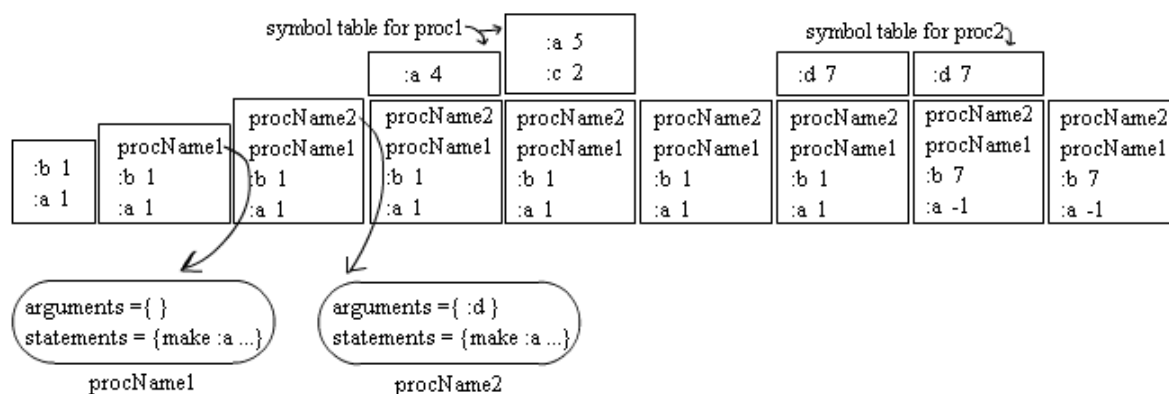 symbol table for proc1
:a 5
:c 2
symbol table for proc2
:a 4
:d 7
:d 7
:b 1
:a 1
procName1
:b 1
:a 1
procName2
procName1
:b 1
:a 1
procName2
procName1
:b 1
:a 1
procName2
procName1
:b 1
:a 1
procName2
procName1
:b 1
:a 1
procName2
procName1
:b 1
:a 1
procName2
procName1
:b 7
:a -1
procName2
procName1
:b 7
:a -1
arguments ={ }
statements = {make :a ...}
procName1
arguments ={ :d }
statements = {make :a ...}
procName2